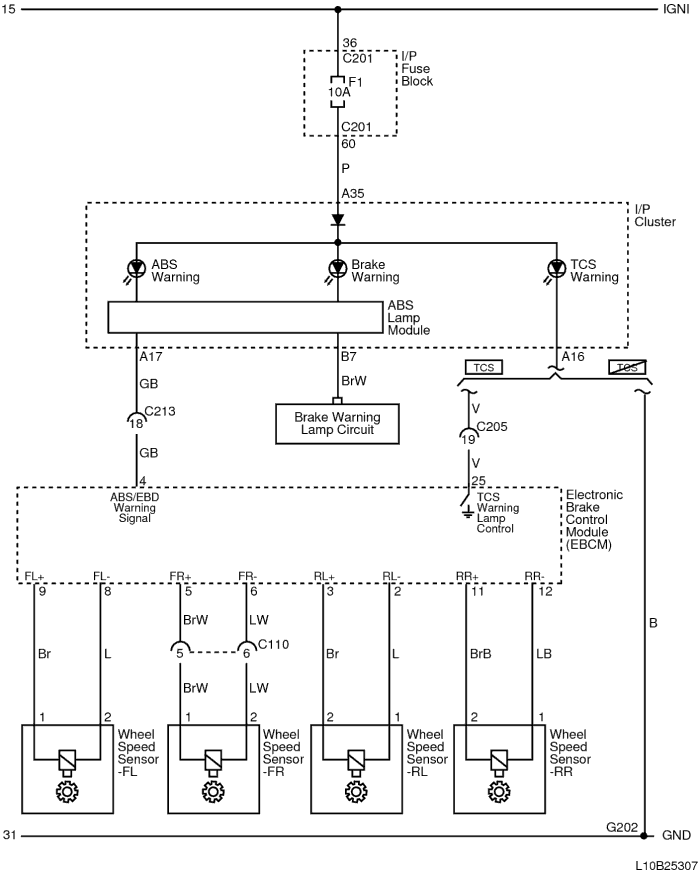 15
IGNI
36
C201
I/P
Fuse
Block
F1
10A
C201
60
P
A35
I/P
Cluster
ABS
Warning
Brake
Warning
TCS
Warning
ABS
Lamp
Module
A17
B7
A16
TCS
TCS
GB
BrW
C213
18
Brake Warning
Lamp Circuit
V
C205
19
GB
V
4
25
ABS/EBD
Warning
Signal
TCS
Warning
Lamp
Control
Electronic
Brake
Control
Module
(EBCM)
FL+
FL-
FR+
FR-
RL+
RL-
RR+
RR-
9
8
5
6
3
2
11
12
BrW
LW
B
Br
L
5
6
C110
Br
L
BrB
LB
BrW
LW
1
2
1
2
2
1
2
1
Wheel
Speed
Sensor
-FL
Wheel
Speed
Sensor
-FR
Wheel
Speed
Sensor
-RL
Wheel
Speed
Sensor
-RR
G202
31
GND
L10B25307